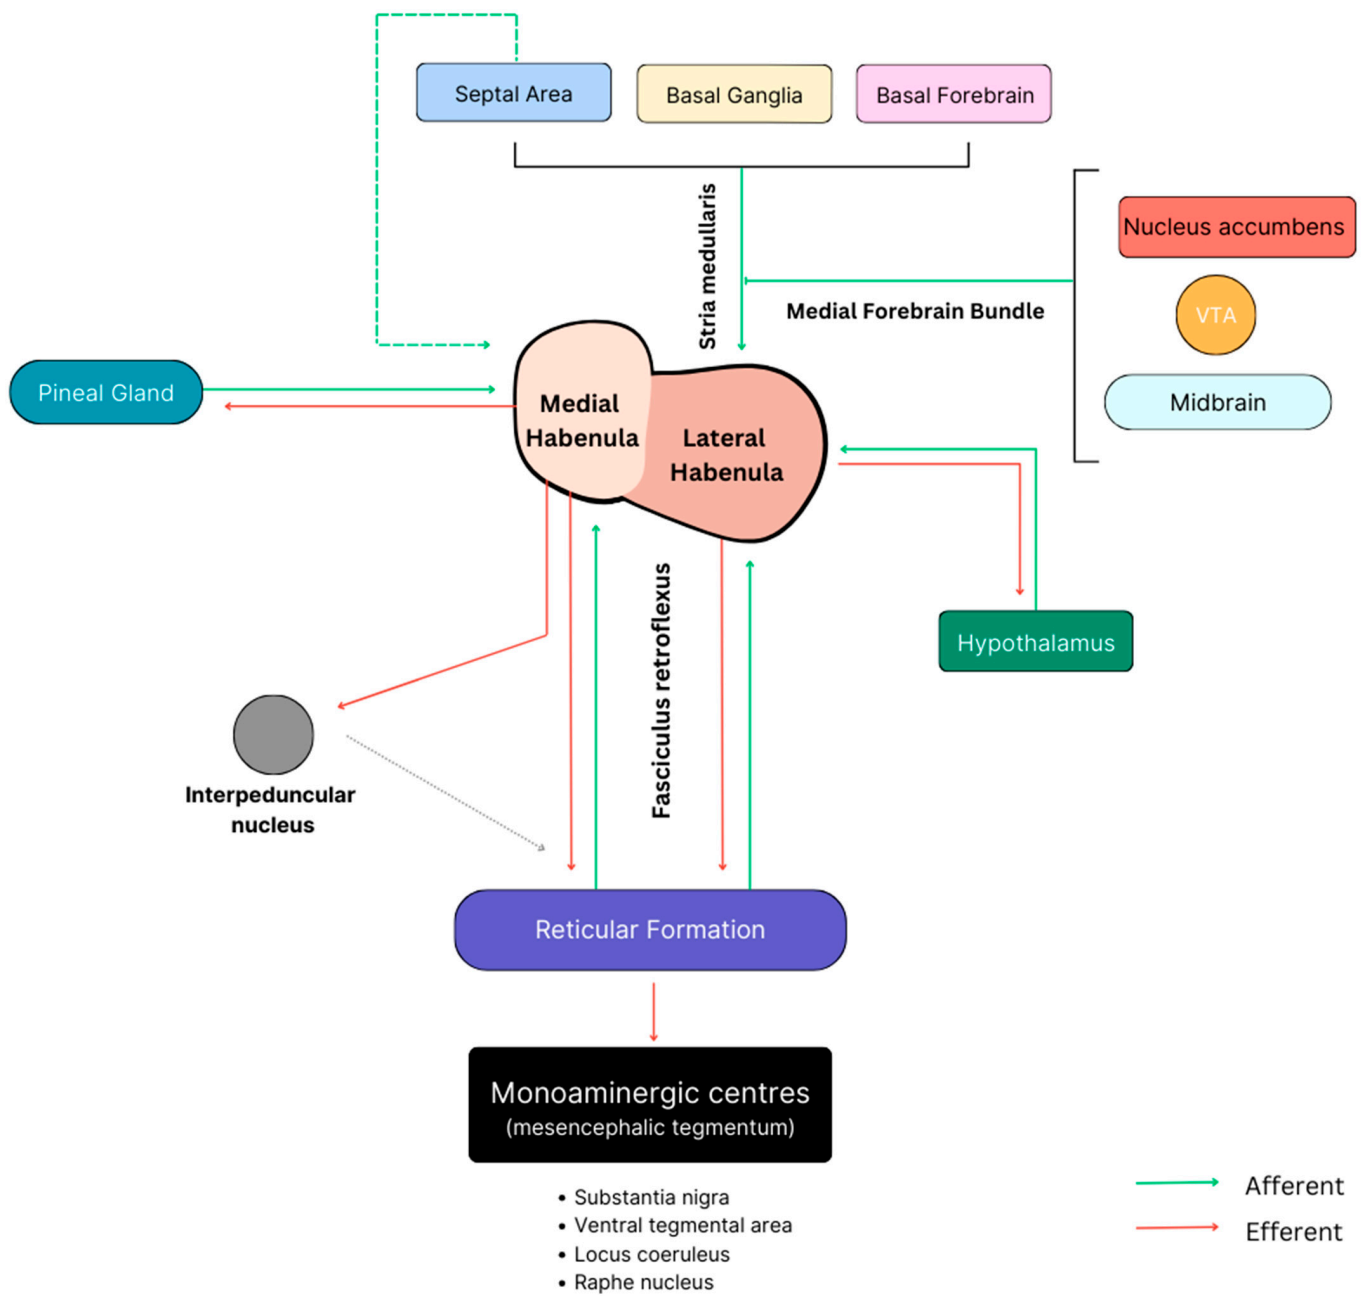 Septal Area
Basal Ganglia
Basal Forebrain
Stria medullaris
Nucleus accumbens
Medial Forebrain Bundle
VTA
Midbrain
Pineal Gland
Medial
Habenula
Lateral
Habenula
Fasciculus retroflexus
Hypothalamus
Interpeduncular
nucleus
Reticular Formation
Monoaminergic centres
(mesencephalic tegmentum)
• Substantia nigra
• Ventral tegmental area
• Locus coeruleus
• Raphe nucleus
Afferent
Efferent